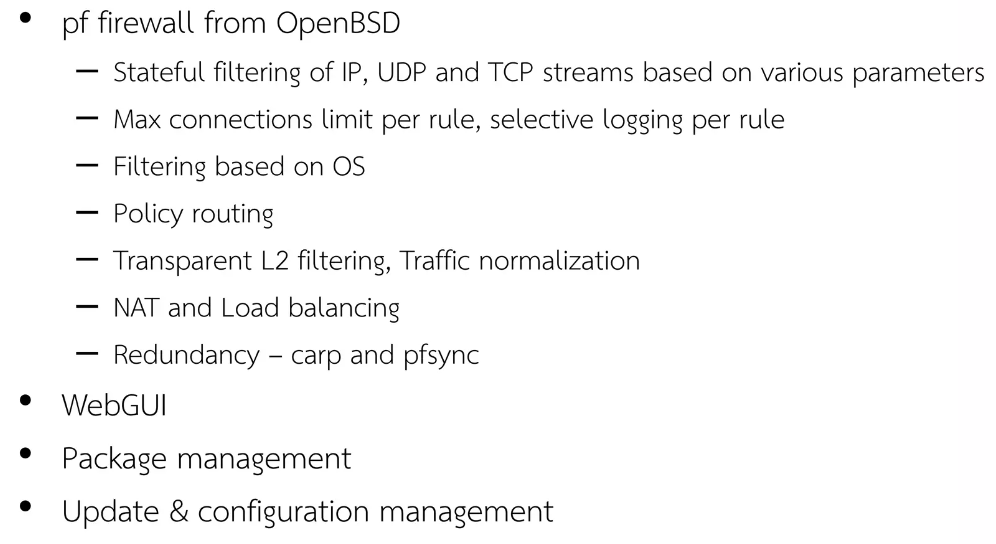 • pf firewall from OpenBSD
– Stateful filtering of IP, UDP and TCP streams based on various parameters
– Max connections limit per rule, selective logging per rule
– Filtering based on OS
– Policy routing
– Transparent L2 filtering, Traffic normalization
– NAT and Load balancing
– Redundancy – carp and pfsync
• WebGUI
• Package management
• Update & configuration management